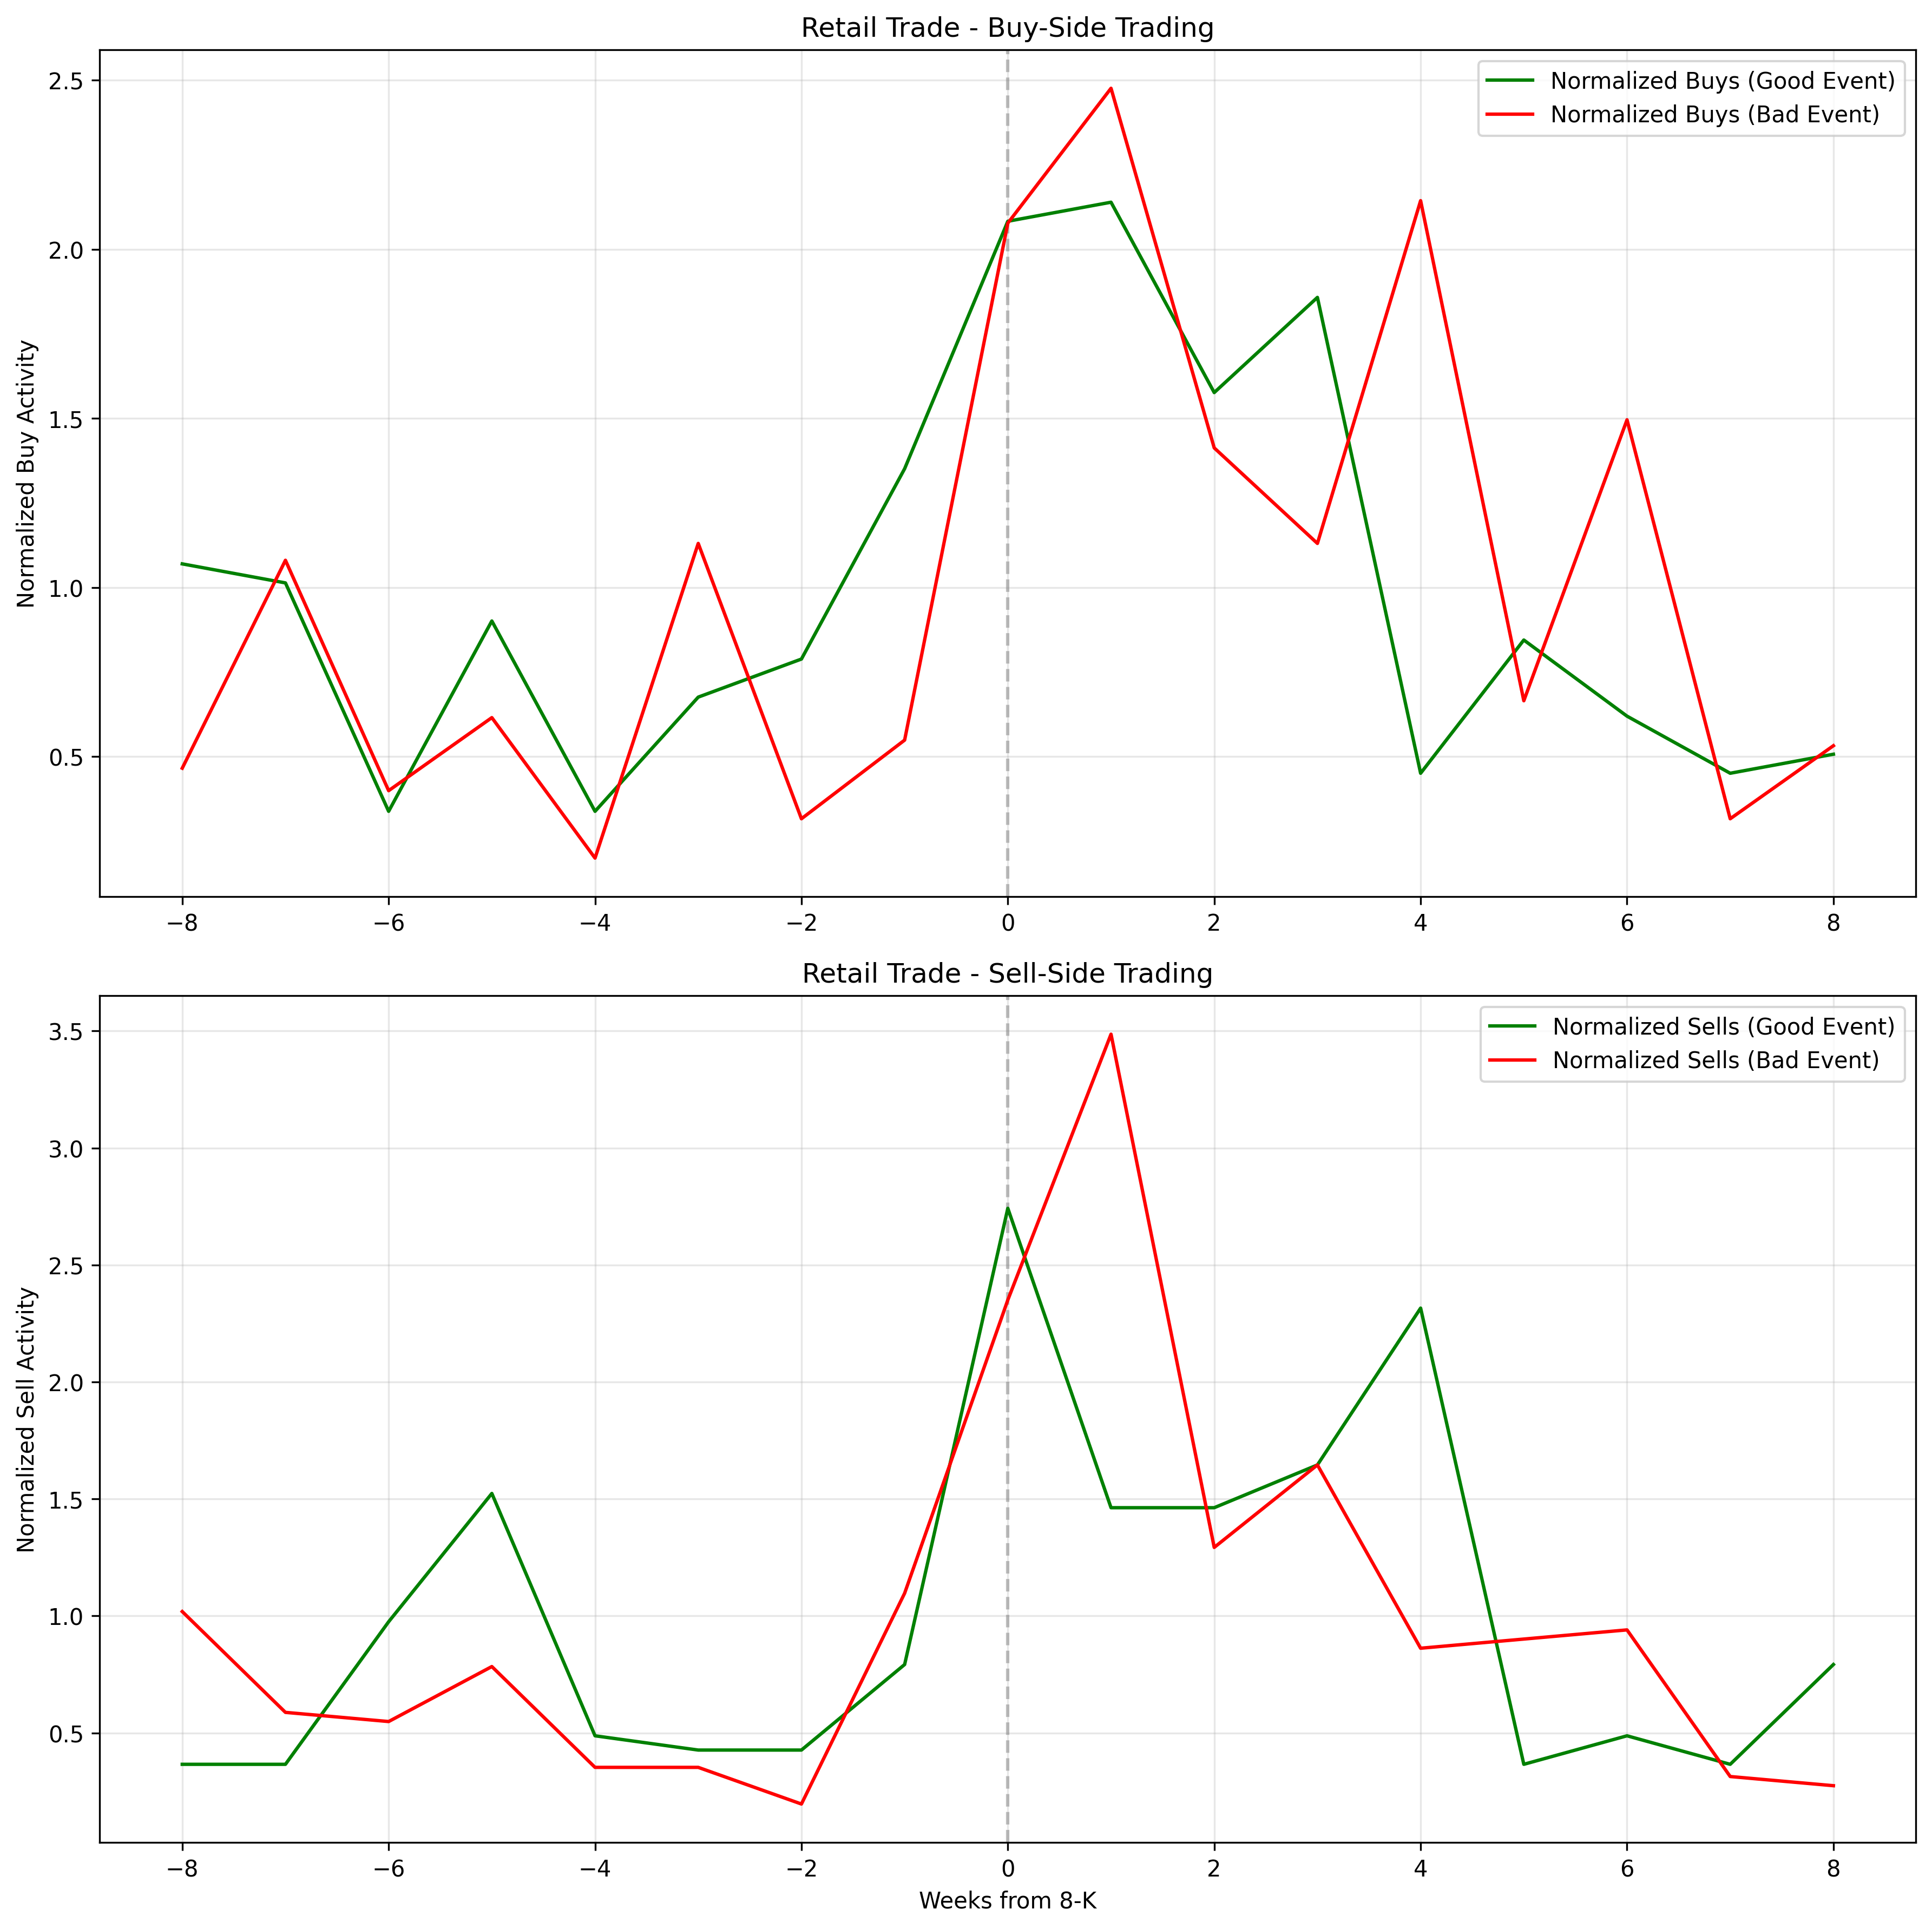 Retail Trade - Buy-Side Trading
Normalized Buys (Good Event)
Normalized Buys (Bad Event)
Normalized Buy Activity
2.5
2.0
1.5
1.0
0.5
−8 −6 −4 −2 0 2 4 6 8
Retail Trade - Sell-Side Trading
Normalized Sells (Good Event)
Normalized Sells (Bad Event)
Normalized Sell Activity
3.5
3.0
2.5
2.0
1.5
1.0
0.5
−8 −6 −4 −2 0 2 4 6 8
Weeks from 8-K